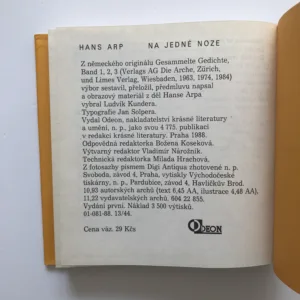 HANS ARP NA JEDNÉ NOZE
Z německého originálu Gesammelte Gedichte,
Band 1, 2, 3 (Verlags AG Die Arche, Zürich,
und Limes Verlag, Wiesbaden, 1963, 1974, 1984)
výbor sestavil, přeložil, předmluvu napsal
a obrazový materiál z děl Hanse Arpa
vybral Ludvík Kundera.
Typografie Jan Solpera.
Vydal Odeon, nakladatelství krásné literatury
a umění, n. p., jako svou 4 775. publikaci
v redakci krásné literatury. Praha 1988.
Odpovědná redaktorka Božena Koseková.
Výtvarný redaktor Vladimír Nárožník.
Technická redaktorka Milada Hrachová.
Z fotosazby písmem Digi Antiqua zhotovené n. p.
Svoboda, závod 4, Praha, vytiskly Východočeské
tiskárny, n. p., Pardubice, závod 4, Havlíčkův Brod.
10,93 autorských archů (text 6,45 AA, ilustrace 4,48 AA),
11,22 vydavatelských archů. 604 22 855.
Vydání první. Náklad 3 500 výtisků.
01-081-88. 13/44.
Cena váz. 29 Kčs
ODEON